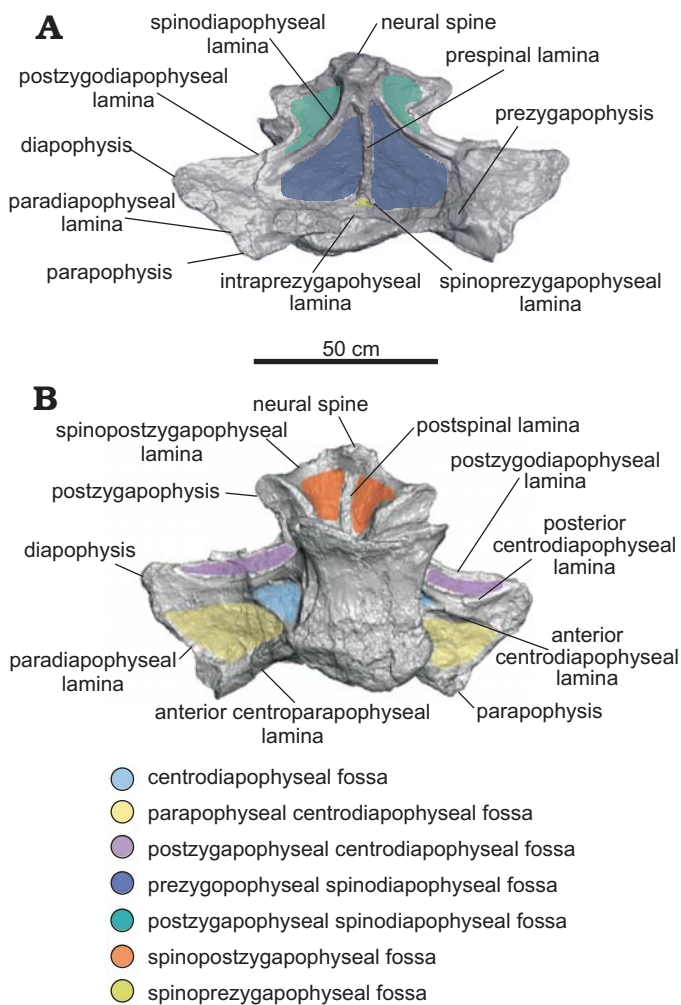 A
spinodiapophyseal
lamina
neural spine
prespinal lamina
postzygodiapophyseal
lamina
prezygapophysis
diapophysis
paradiapophyseal
lamina
parapophysis
intraprezygapohyseal
lamina
spinoprezygapophyseal
lamina
50 cm
B
neural spine
spinopostzygapophyseal
lamina
postspinal lamina
postzygodiapophyseal
lamina
postzygapophysis
posterior
centrodiapophyseal
lamina
diapophysis
anterior
centrodiapophyseal
lamina
paradiapophyseal
lamina
anterior centroparapophyseal
lamina
parapophysis
centrodiapophyseal fossa
parapophyseal centrodiapophyseal fossa
postzygapophyseal centrodiapophyseal fossa
prezygopophyseal spinodiapophyseal fossa
postzygapophyseal spinodiapophyseal fossa
spinopostzygapophyseal fossa
spinoprezygapophyseal fossa